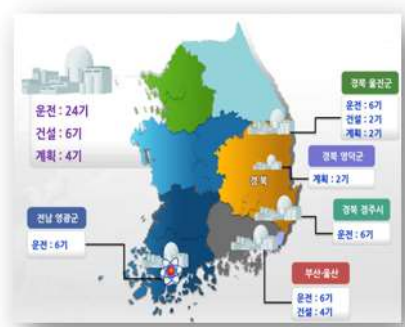 운전 : 24기
건설 : 6기
계획 : 4기
경북 울진군
운전 : 6기
건설 : 2기
계획 : 2기
경북 영덕군
계획 : 2기
경북
경북 경주시
운전 : 6기
전남 영광군
운전 : 6기
부산·울산
운전 : 6기
건설 : 4기